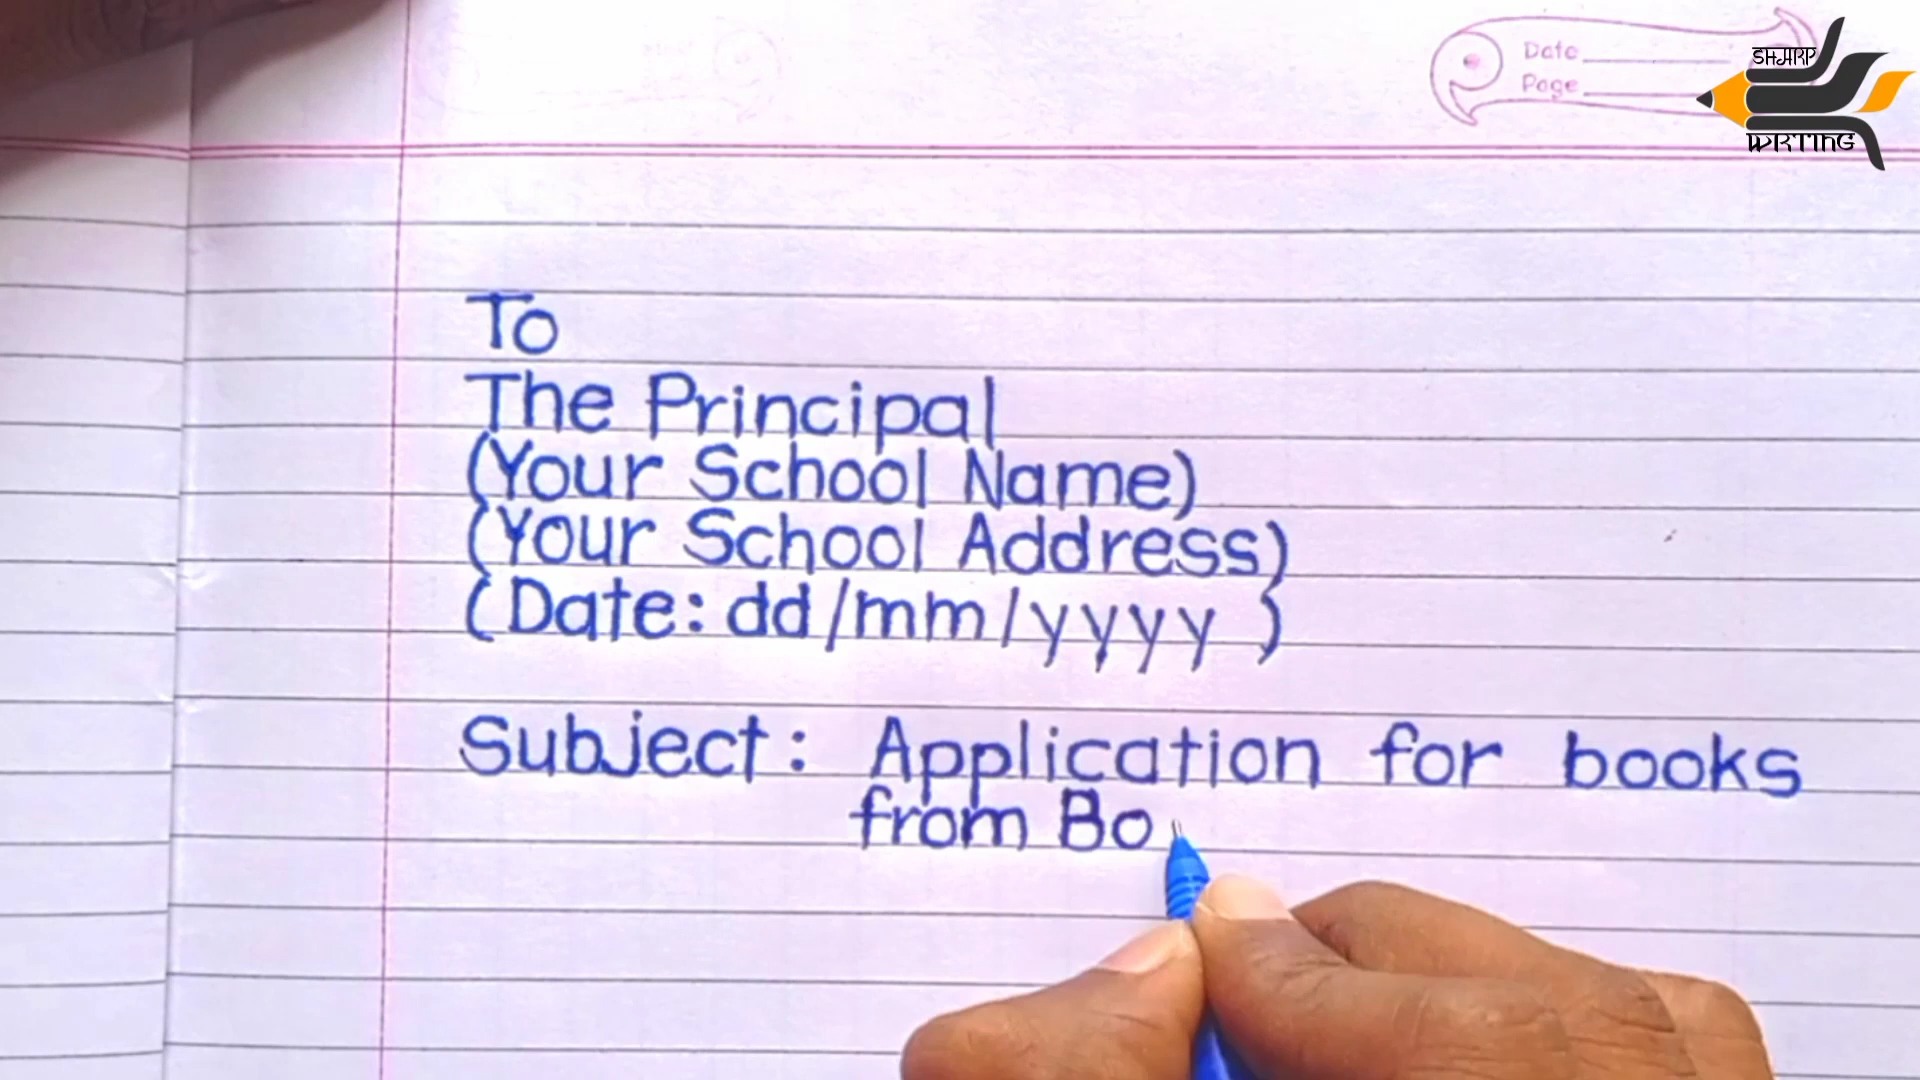 Date
Page
SHARP
WRTING
To
The Principal
(Your School Name)
(Your School Address)
(Date: dd/mm/yyyy )
Subject: Application for books
from Bo